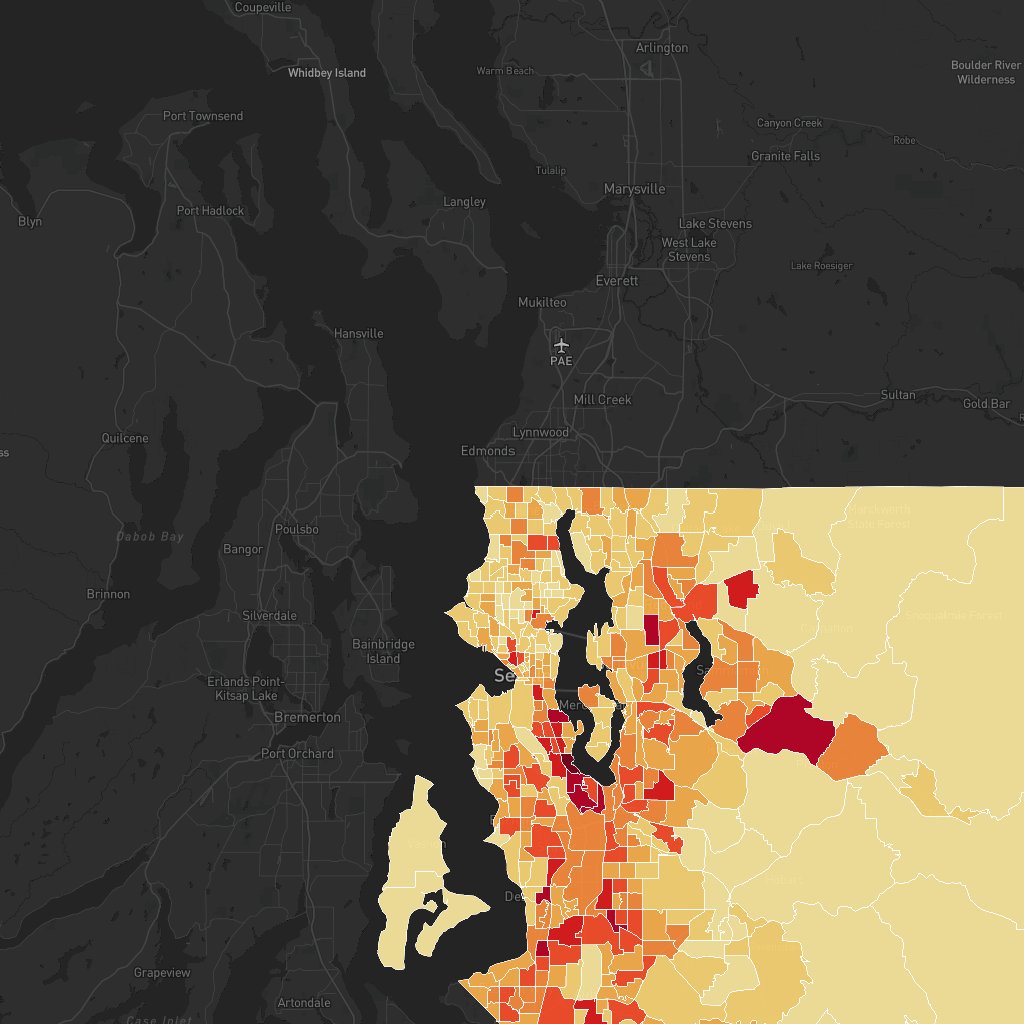 Coupeville
Arlington
Whidbey Island
Warm Beach
Boulder River
Wilderness
Port Townsend
Canyon Creek
Robe
Granite Falls
Tulalip
Marysville
Langley
Port Hadlock
Blyn
Lake Stevens
West Lake
Stevens
Lake Roesiger
Everett
Mukilteo
Hansville
PAE
Sultan
Mill Creek
Gold Bar
Lynnwood
Quilcene
Edmonds
Poulsbo
Dabob Bay
Bangor
Brinnon
Silverdale
Bainbridge
Island
Se
Erlands Point-
Kitsap Lake
Mercer
Bremerton
Port Orchard
De
Grapeview
Artondale
Case Inlet